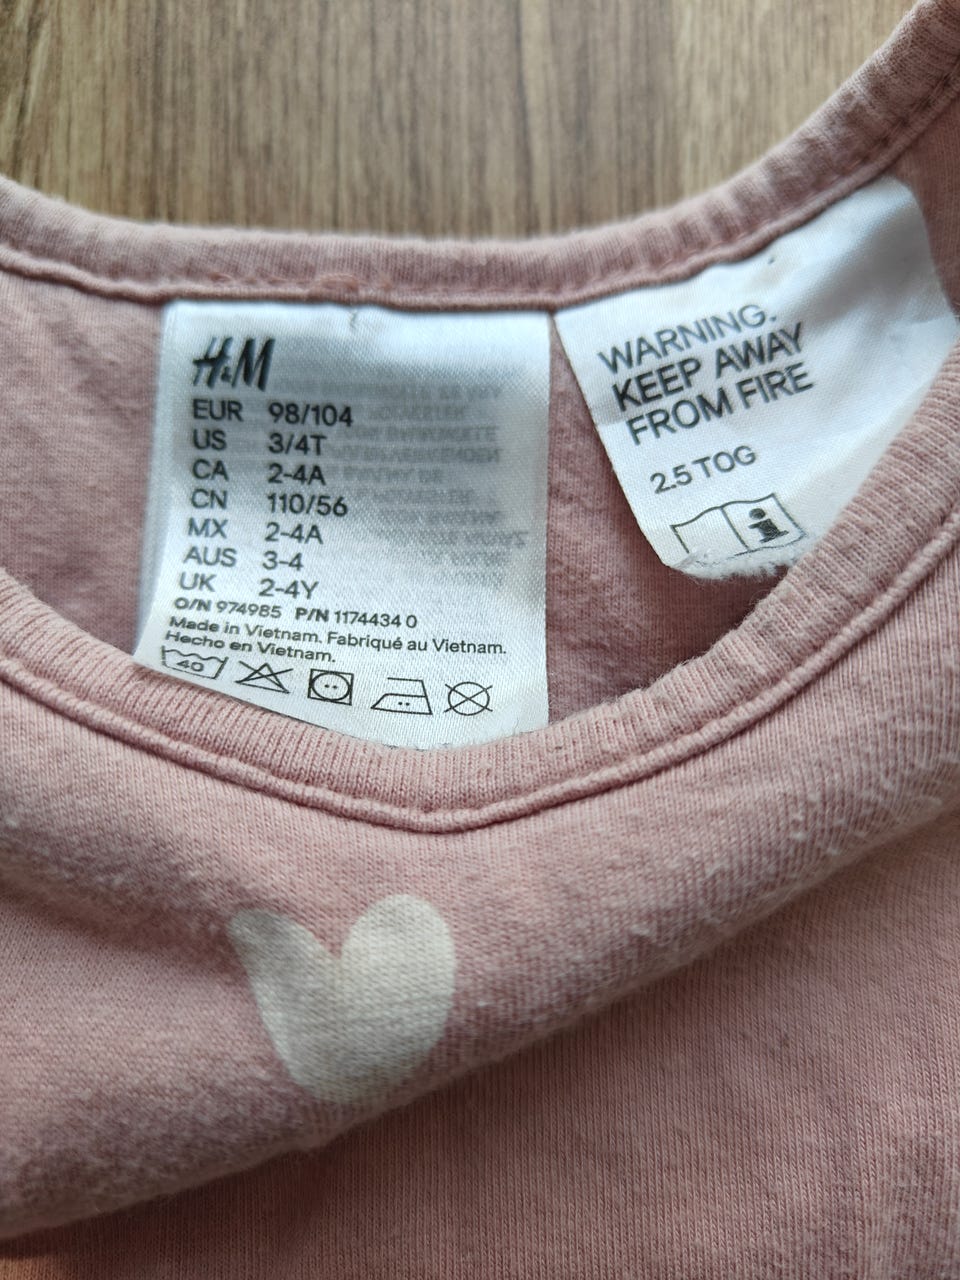 H&M
EUR 98/104
US 3/4T
CA 2-4A
CN 110/56
MX 2-4A
AUS 3-4
UK 2-4Y
O/N 974985 P/N 1174434 0
Made in Vietnam. Fabriqué au Vietnam.
Hecho en Vietnam.
40
WARNING.
KEEP AWAY
FROM FIRE
2.5 TOG
i